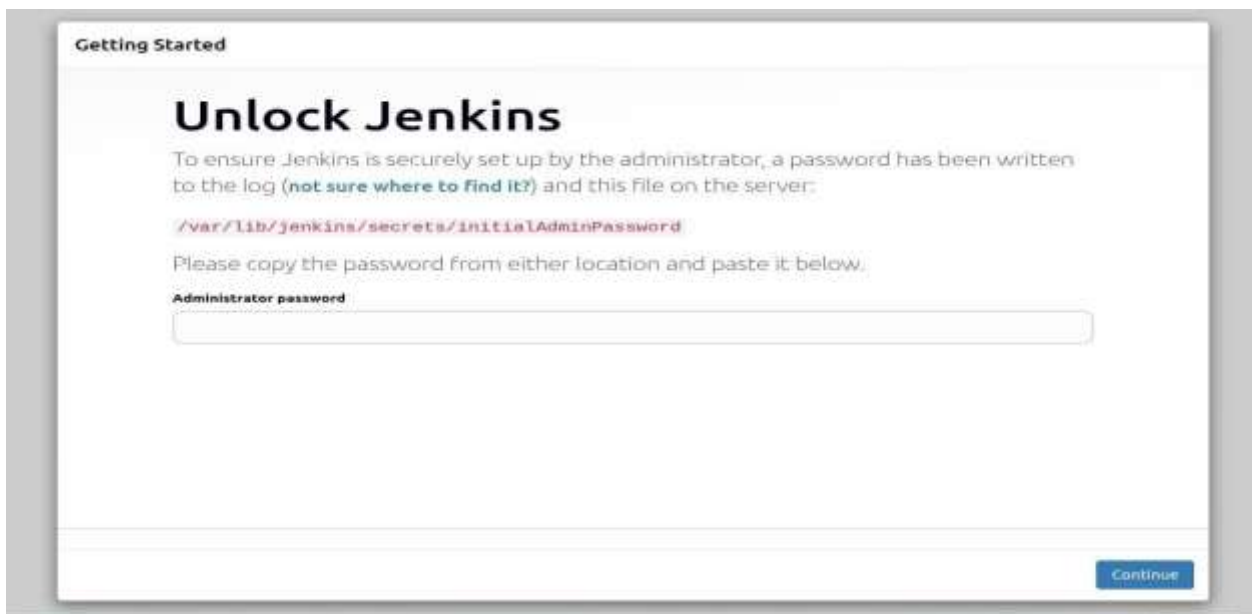 Getting Started
Unlock Jenkins
To ensure Jenkins is securely set up by the administrator, a password has been written
to the log (not sure where to find it?) and this file on the server:
/var/lib/jenkins/secrets/initialAdminPassword
Please copy the password from either location and paste it below.
Administrator password
Continue